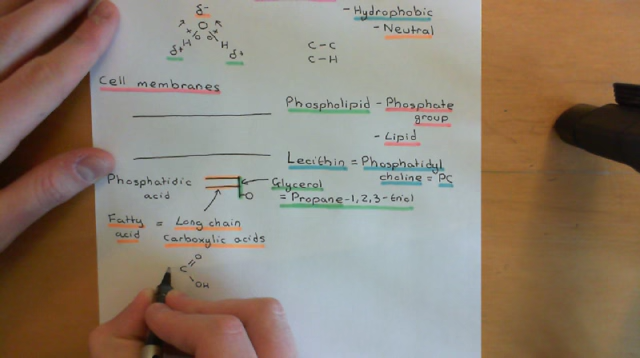 δ-
O
δ+ H H δ+
- Hydrophobic
- Neutral
C-C
C-H
Cell membranes
Phospholipid - Phosphate group
- Lipid
Lecithin = Phosphatidyl choline = PC
Phosphatidic acid
Glycerol
= Propane-1,2,3-triol
O
Fatty acid = Long chain carboxylic acids
O
C
OH